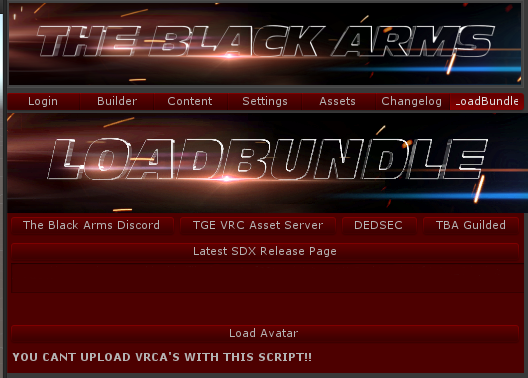 THE BLACK ARMS
Login Builder Content Settings Assets Changelog LoadBundle
LOADBUNDLE
The Black Arms Discord TGE VRC Asset Server DEDSEC TBA Guilded
Latest SDX Release Page
Load Avatar
YOU CANT UPLOAD VRCA'S WITH THIS SCRIPT!!